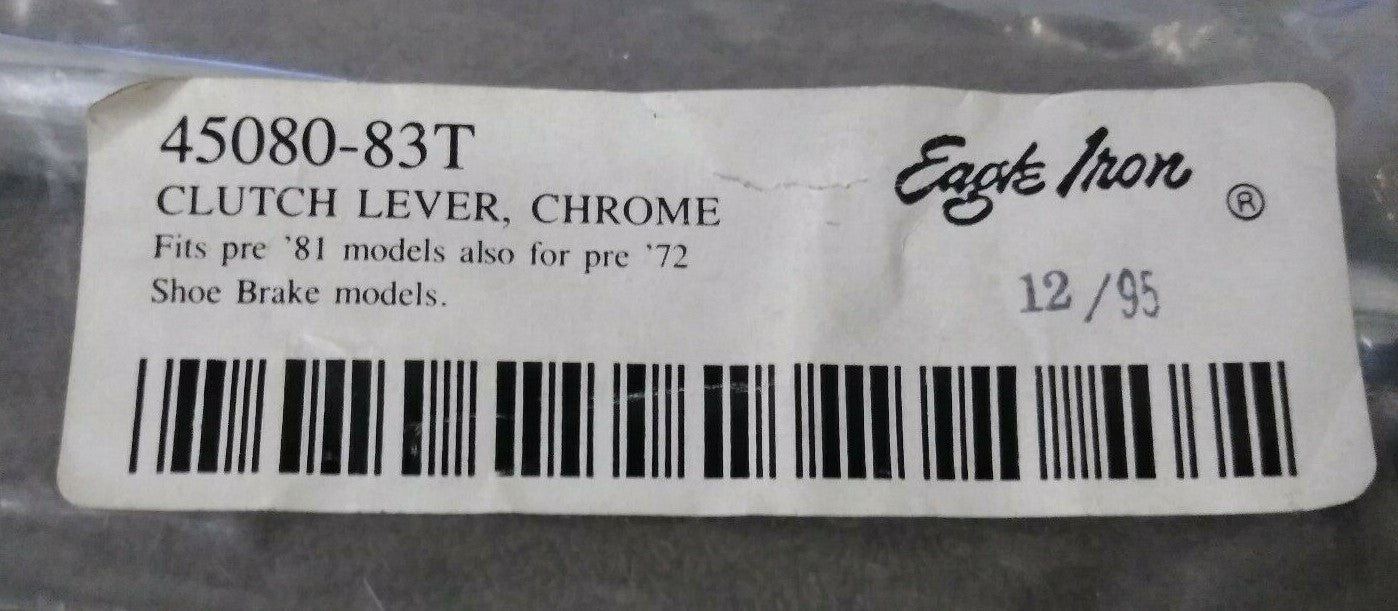 45080-83T
CLUTCH LEVER, CHROME
Fits pre '81 models also for pre '72
Shoe Brake models.
Eagle Iron ®
12/95